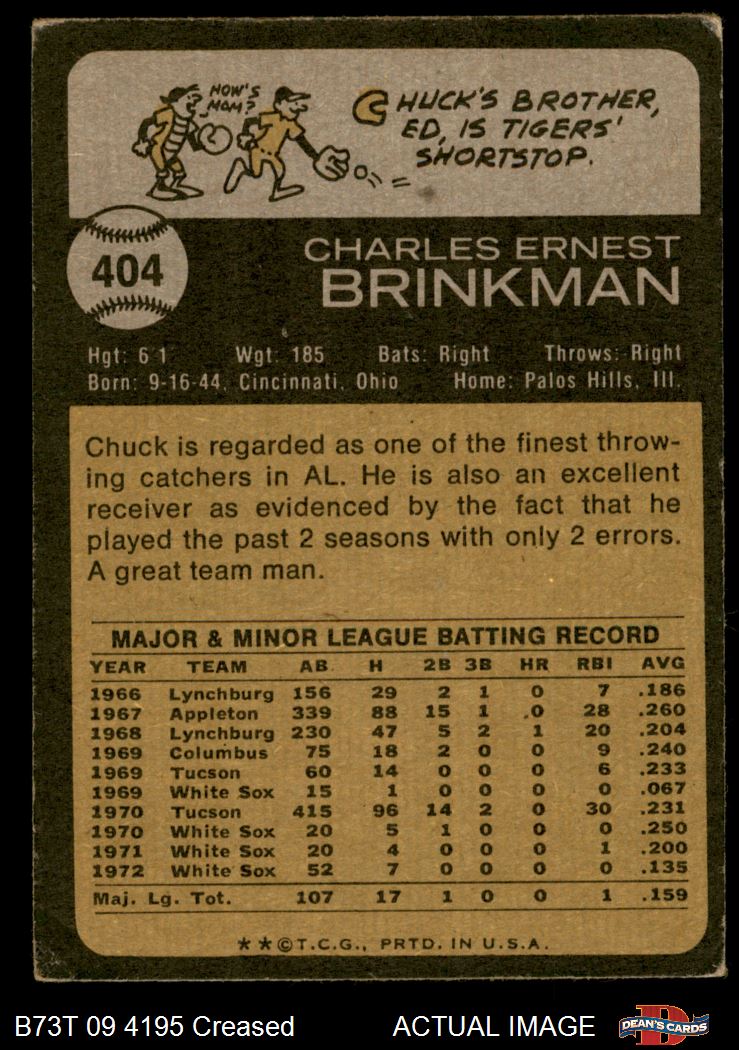 HOW'S
MOM?
CHUCK'S BROTHER,
ED, IS TIGERS'
SHORTSTOP.
404
CHARLES ERNEST
BRINKMAN
Hgt: 6 1 Wgt: 185 Bats: Right Throws: Right
Born: 9-16-44, Cincinnati, Ohio Home: Palos Hills, Ill.
Chuck is regarded as one of the finest throw-
ing catchers in AL. He is also an excellent
receiver as evidenced by the fact that he
played the past 2 seasons with only 2 errors.
A great team man.
MAJOR & MINOR LEAGUE BATTING RECORD
YEAR TEAM AB. H 2B 3B HR RBI AVG
1966 Lynchburg 156 29 2 1 0 7 .186
1967 Appleton 339 88 15 1 0 28 .260
1968 Lynchburg 230 47 5 2 1 20 .204
1969 Columbus 75 18 2 0 0 9 .240
1969 Tucson 60 14 0 0 0 6 .233
1969 White Sox 15 1 0 0 0 0 .067
1970 Tucson 415 96 14 2 0 30 .231
1970 White Sox 20 5 1 0 0 0 .250
1971 White Sox 20 4 0 0 0 1 .200
1972 White Sox 52 7 0 0 0 0 .135
Maj. Lg. Tot. 107 17 1 0 0 1 .159
★★©T.C.G., PRTD. IN U.S.A.
B73T 09 4195 Creased ACTUAL IMAGE
D
DEAN'S CARDS